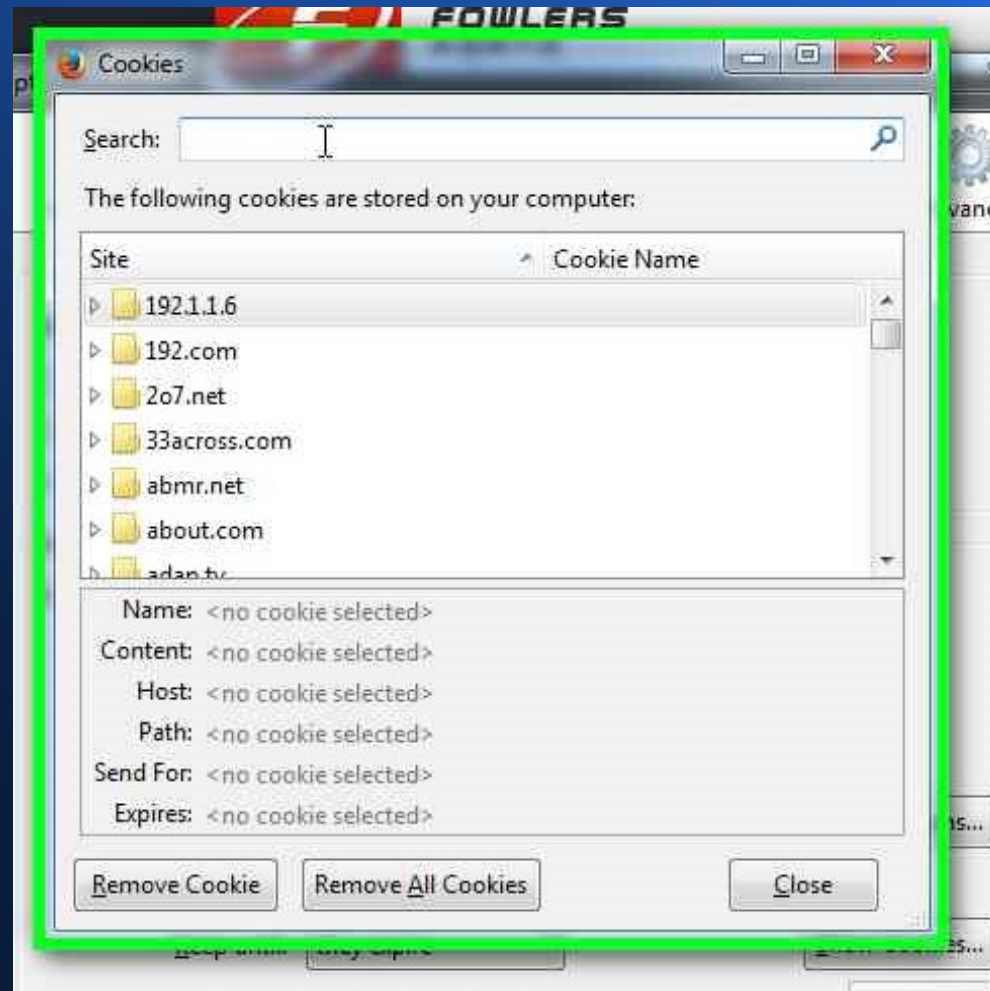 FOWLERS
Cookies
Search:
The following cookies are stored on your computer:
Site Cookie Name
192.1.1.6
192.com
2o7.net
33across.com
abmr.net
about.com
adap.tv
Name: <no cookie selected>
Content: <no cookie selected>
Host: <no cookie selected>
Path: <no cookie selected>
Send For: <no cookie selected>
Expires: <no cookie selected>
Remove Cookie Remove All Cookies Close